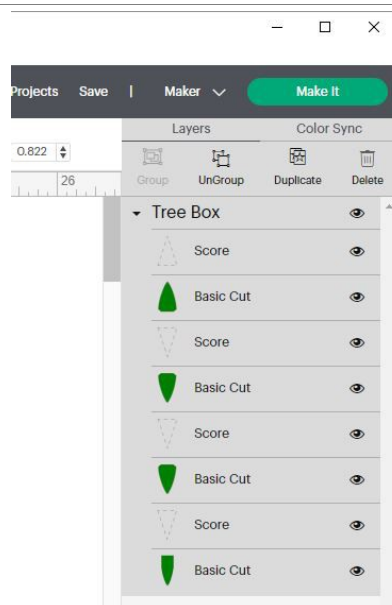 Projects Save | Maker Make It
Layers Color Sync
0.822
Group UnGroup Duplicate Delete
26
Tree Box
Score
Basic Cut
Score
Basic Cut
Score
Basic Cut
Score
Basic Cut